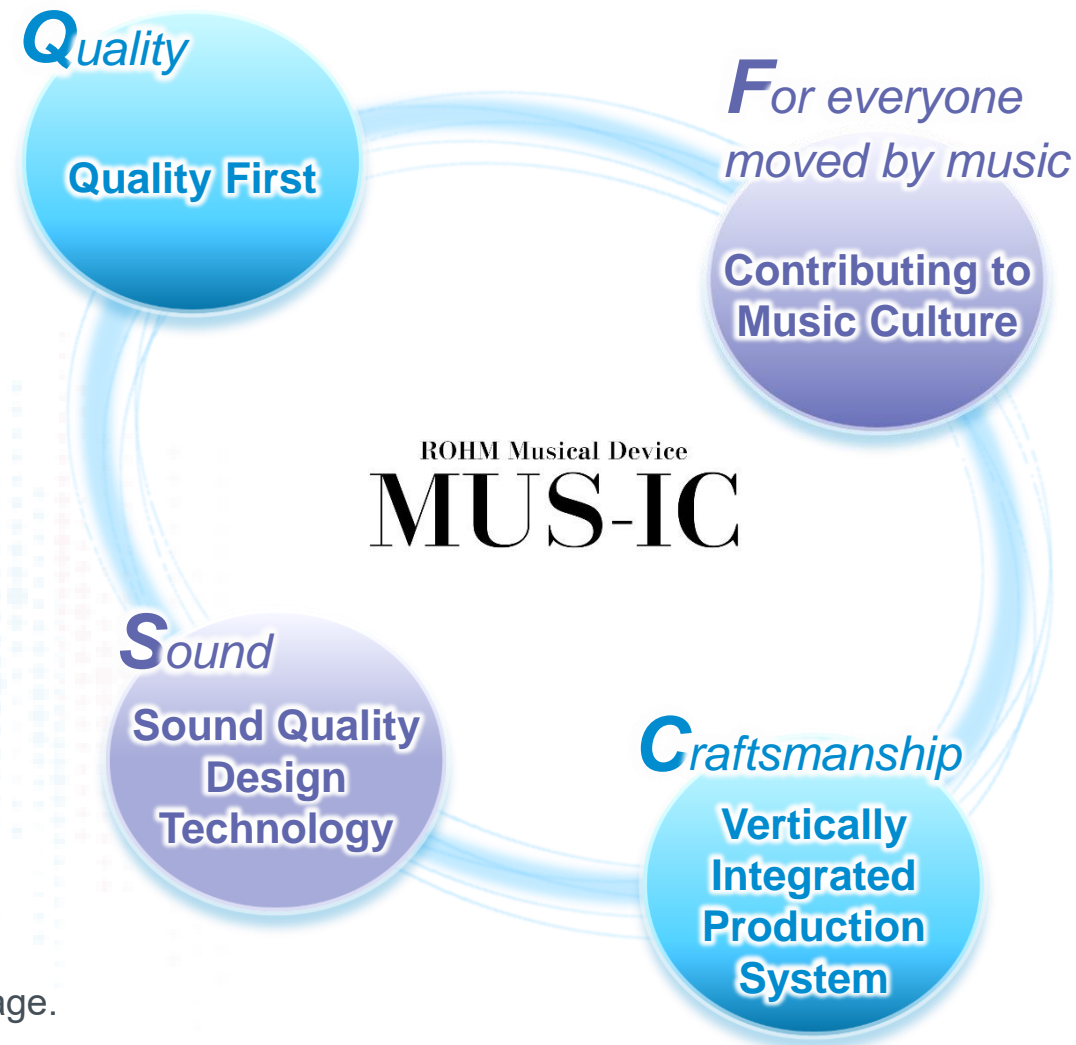 Quality
Quality First
For everyone
moved by music
Contributing to
Music Culture
ROHM Musical Device
MUS-IC
Sound
Sound Quality
Design
Technology
Craftsmanship
Vertically
Integrated
Production
System